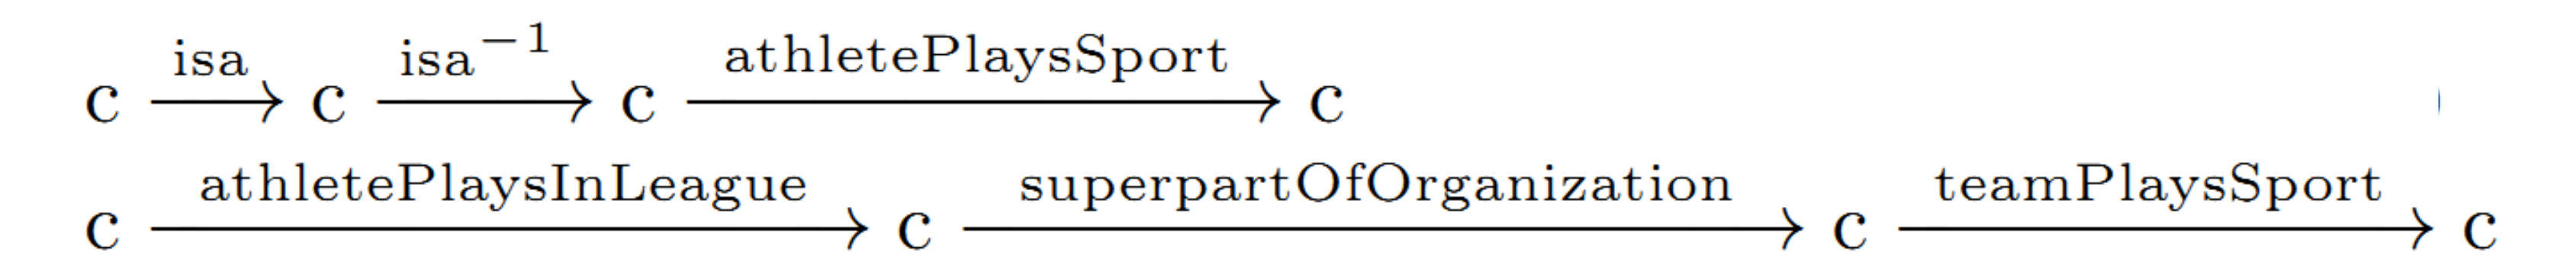 c —isa→ c —isa⁻¹→ c —athletePlaysSport→ c
c —athletePlaysInLeague→ c —superpartOfOrganization→ c —teamPlaysSport→ c